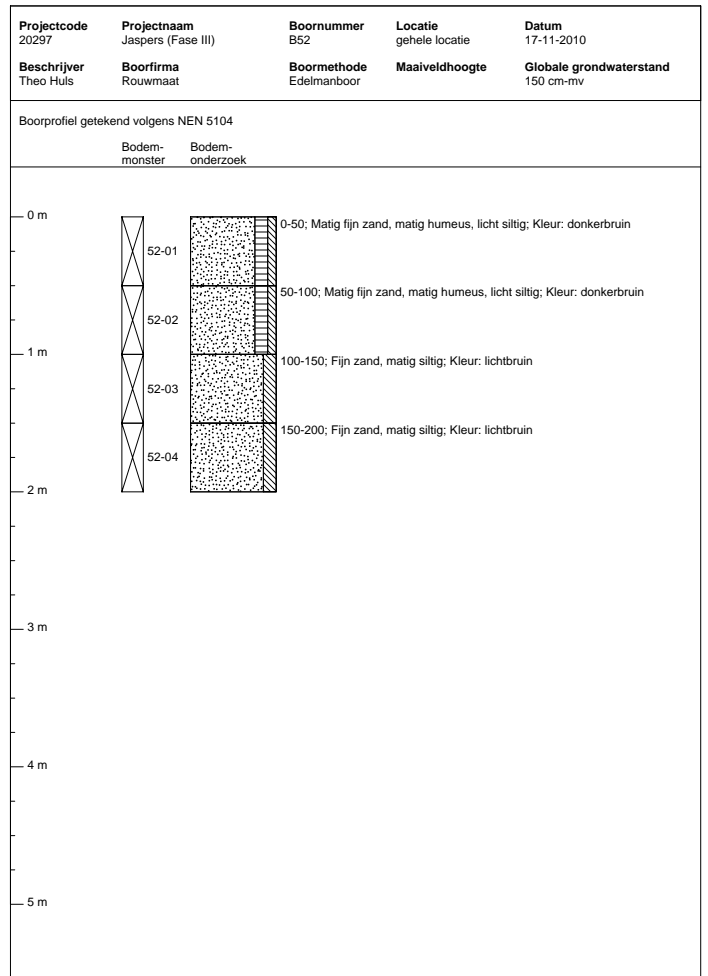 Projectcode Projectnaam Boornummer Locatie Datum
20297 Jaspers (Fase III) B52 gehele locatie 17-11-2010
Beschrijver Boorfirma Boormethode Maaiveldhoogte Globale grondwaterstand
Theo Huls Rouwmaat Edelmanboor 150 cm-mv
Boorprofiel getekend volgens NEN 5104
Bodem- Bodem-
monster onderzoek
0 m
0-50; Matig fijn zand, matig humeus, licht siltig; Kleur: donkerbruin
52-01
50-100; Matig fijn zand, matig humeus, licht siltig; Kleur: donkerbruin
52-02
1 m
100-150; Fijn zand, matig siltig; Kleur: lichtbruin
52-03
150-200; Fijn zand, matig siltig; Kleur: lichtbruin
52-04
2 m
3 m
4 m
5 m